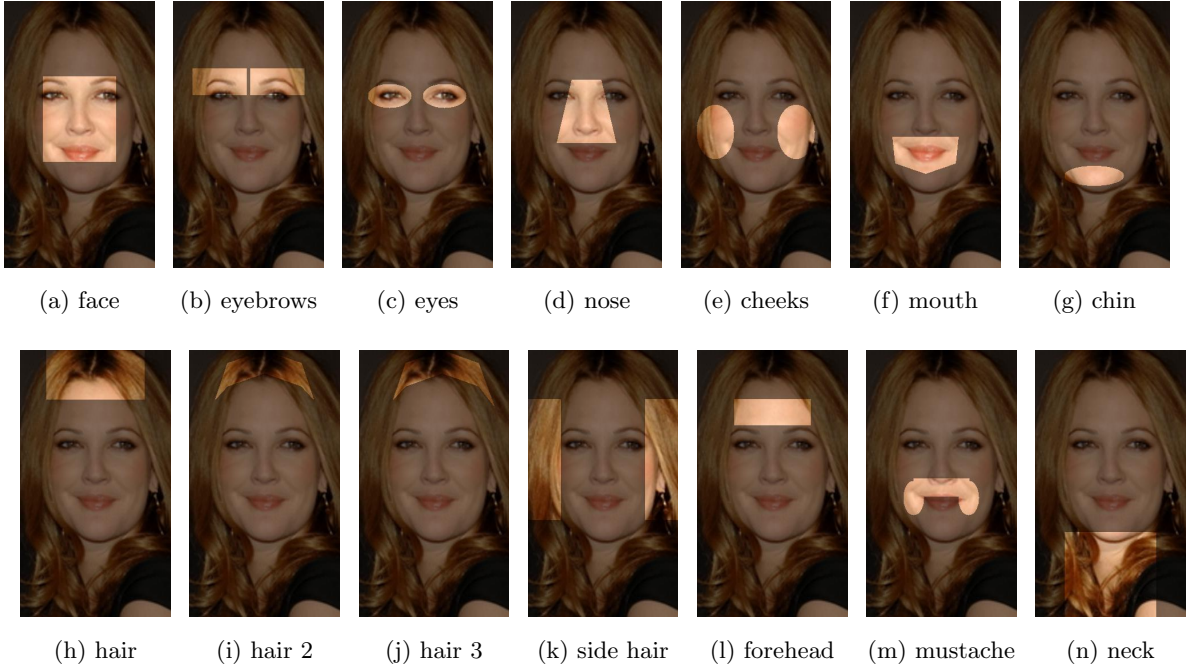 (a) face (b) eyebrows (c) eyes (d) nose (e) cheeks (f) mouth (g) chin
(h) hair (i) hair 2 (j) hair 3 (k) side hair (l) forehead (m) mustache (n) neck